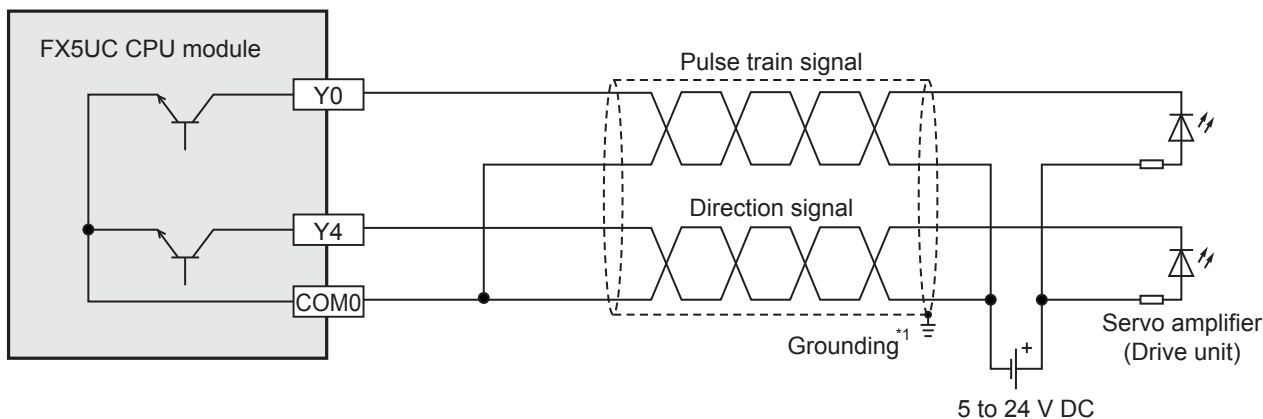 FX5UC CPU module
Pulse train signal
Y0
Direction signal
Y4
COM0
Grounding*1
Servo amplifier
(Drive unit)
+
5 to 24 V DC